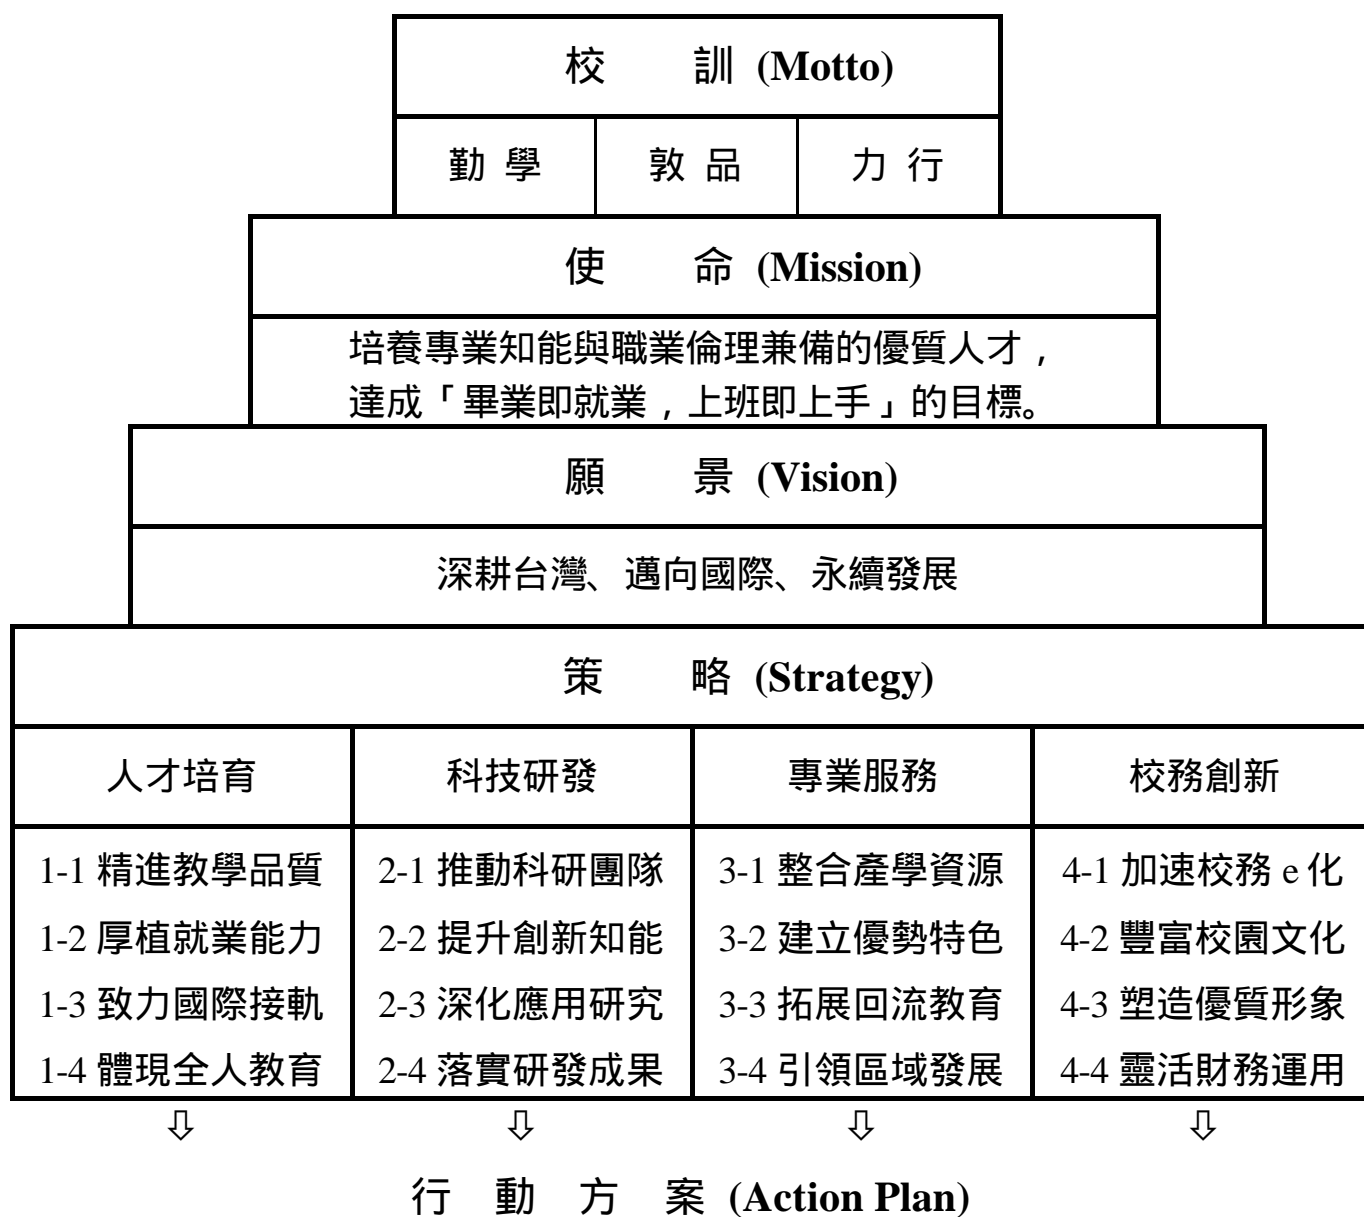 校 訓 (Motto)
勤 學 敦 品 力 行
使 命 (Mission)
培養專業知能與職業倫理兼備的優質人才，
達成「畢業即就業，上班即上手」的目標。
願 景 (Vision)
深耕台灣、邁向國際、永續發展
策 略 (Strategy)
人才培育 科技研發 專業服務 校務創新
1-1 精進教學品質 2-1 推動科研團隊 3-1 整合產學資源 4-1 加速校務 e 化
1-2 厚植就業能力 2-2 提升創新知能 3-2 建立優勢特色 4-2 豐富校園文化
1-3 致力國際接軌 2-3 深化應用研究 3-3 拓展回流教育 4-3 塑造優質形象
1-4 體現全人教育 2-4 落實研發成果 3-4 引領區域發展 4-4 靈活財務運用
⇩ ⇩ ⇩ ⇩
行 動 方 案 (Action Plan)